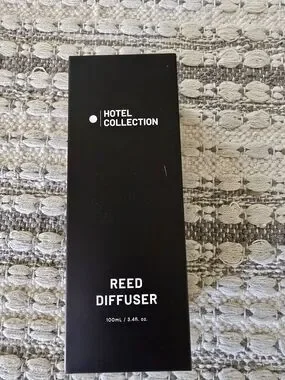 HOTEL
COLLECTION
REED
DIFFUSER
100mL / 3.4fl. oz.